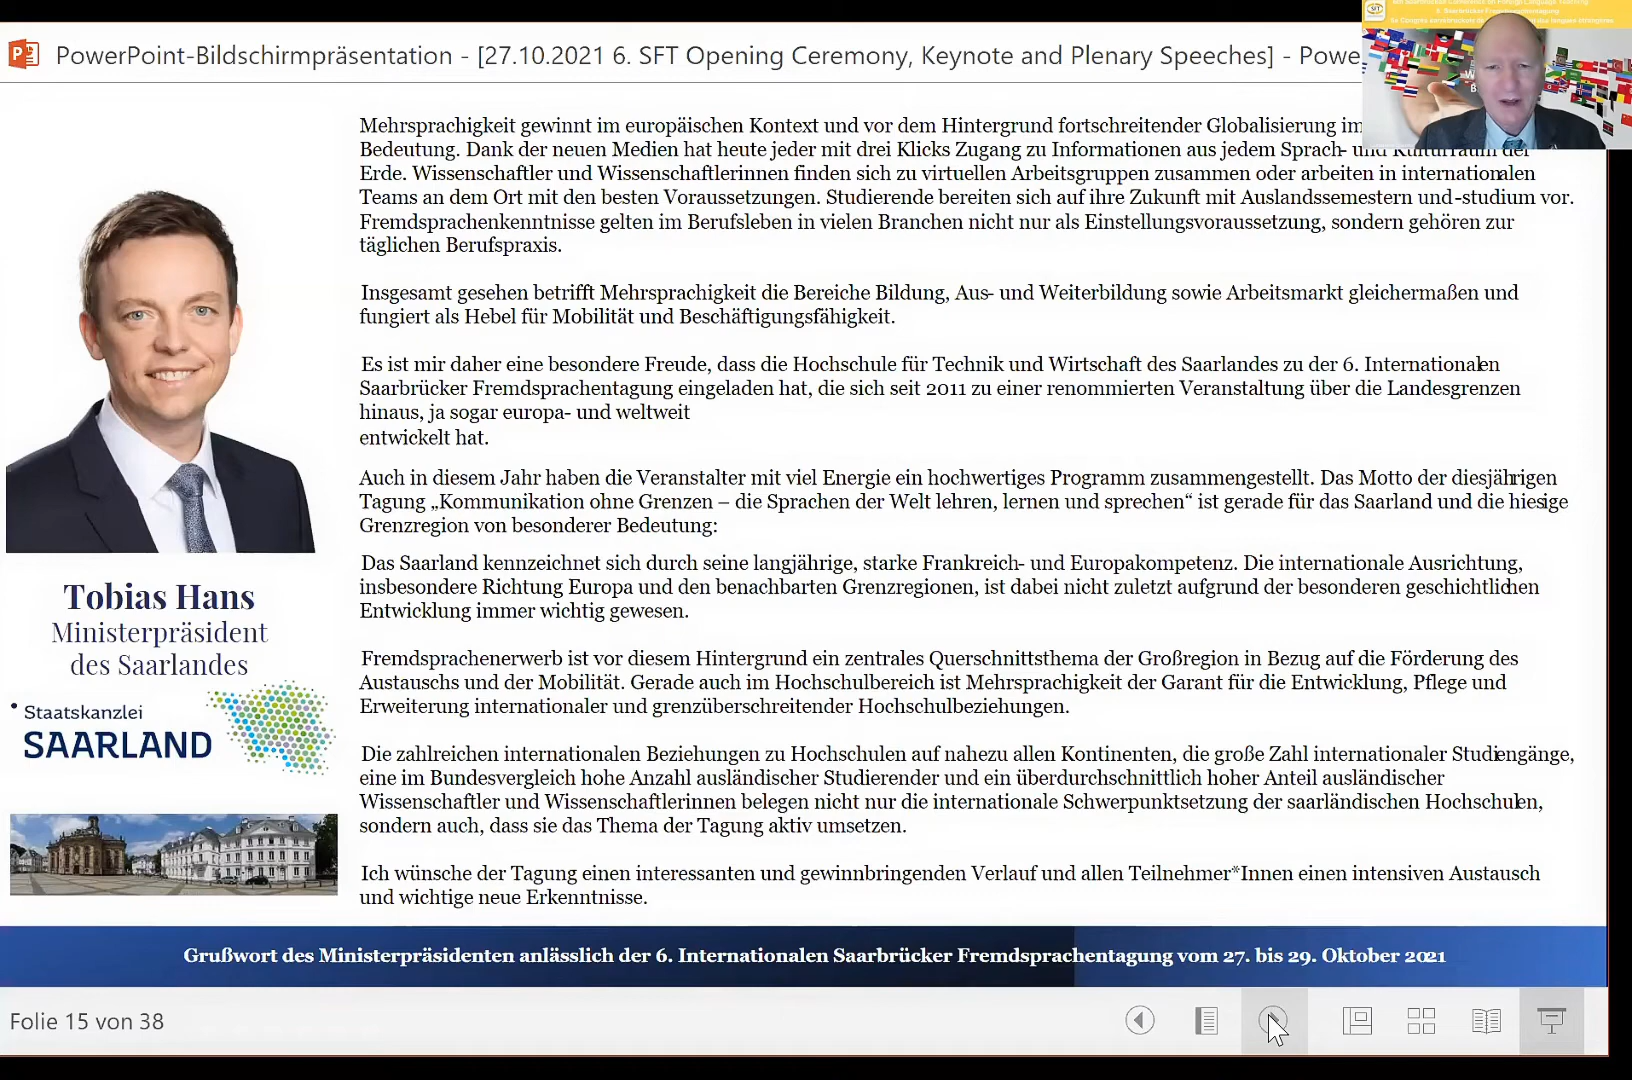 6. Saarbrücker Fremdsprachentagung
PowerPoint-Bildschirmpräsentation - [27.10.2021 6. SFT Opening Ceremony, Keynote and Plenary Speeches] - Powe
Mehrsprachigkeit gewinnt im europäischen Kontext und vor dem Hintergrund fortschreitender Globalisierung im
Bedeutung. Dank der neuen Medien hat heute jeder mit drei Klicks Zugang zu Informationen aus jedem Sprach- und Kulturraum der
Erde. Wissenschaftler und Wissenschaftlerinnen finden sich zu virtuellen Arbeitsgruppen zusammen oder arbeiten in internationalen
Teams an dem Ort mit den besten Voraussetzungen. Studierende bereiten sich auf ihre Zukunft mit Auslandssemestern und -studium vor.
Fremdsprachenkenntnisse gelten im Berufsleben in vielen Branchen nicht nur als Einstellungsvoraussetzung, sondern gehören zur
täglichen Berufspraxis.
Insgesamt gesehen betrifft Mehrsprachigkeit die Bereiche Bildung, Aus- und Weiterbildung sowie Arbeitsmarkt gleichermaßen und
fungiert als Hebel für Mobilität und Beschäftigungsfähigkeit.
Es ist mir daher eine besondere Freude, dass die Hochschule für Technik und Wirtschaft des Saarlandes zu der 6. Internationalen
Saarbrücker Fremdsprachentagung eingeladen hat, die sich seit 2011 zu einer renommierten Veranstaltung über die Landesgrenzen
hinaus, ja sogar europa- und weltweit
entwickelt hat.
Auch in diesem Jahr haben die Veranstalter mit viel Energie ein hochwertiges Programm zusammengestellt. Das Motto der diesjährigen
Tagung „Kommunikation ohne Grenzen – die Sprachen der Welt lehren, lernen und sprechen“ ist gerade für das Saarland und die hiesige
Grenzregion von besonderer Bedeutung:
Das Saarland kennzeichnet sich durch seine langjährige, starke Frankreich- und Europakompetenz. Die internationale Ausrichtung,
insbesondere Richtung Europa und den benachbarten Grenzregionen, ist dabei nicht zuletzt aufgrund der besonderen geschichtlichen
Entwicklung immer wichtig gewesen.
Fremdsprachenerwerb ist vor diesem Hintergrund ein zentrales Querschnittsthema der Großregion in Bezug auf die Förderung des
Austauschs und der Mobilität. Gerade auch im Hochschulbereich ist Mehrsprachigkeit der Garant für die Entwicklung, Pflege und
Erweiterung internationaler und grenzüberschreitender Hochschulbeziehungen.
Die zahlreichen internationalen Beziehungen zu Hochschulen auf nahezu allen Kontinenten, die große Zahl internationaler Studiengänge,
eine im Bundesvergleich hohe Anzahl ausländischer Studierender und ein überdurchschnittlich hoher Anteil ausländischer
Wissenschaftler und Wissenschaftlerinnen belegen nicht nur die internationale Schwerpunktsetzung der saarländischen Hochschulen,
sondern auch, dass sie das Thema der Tagung aktiv umsetzen.
Ich wünsche der Tagung einen interessanten und gewinnbringenden Verlauf und allen Teilnehmer*Innen einen intensiven Austausch
und wichtige neue Erkenntnisse.
Tobias Hans
Ministerpräsident
des Saarlandes
• Staatskanzlei
SAARLAND
Grußwort des Ministerpräsidenten anlässlich der 6. Internationalen Saarbrücker Fremdsprachentagung vom 27. bis 29. Oktober 2021
Folie 15 von 38